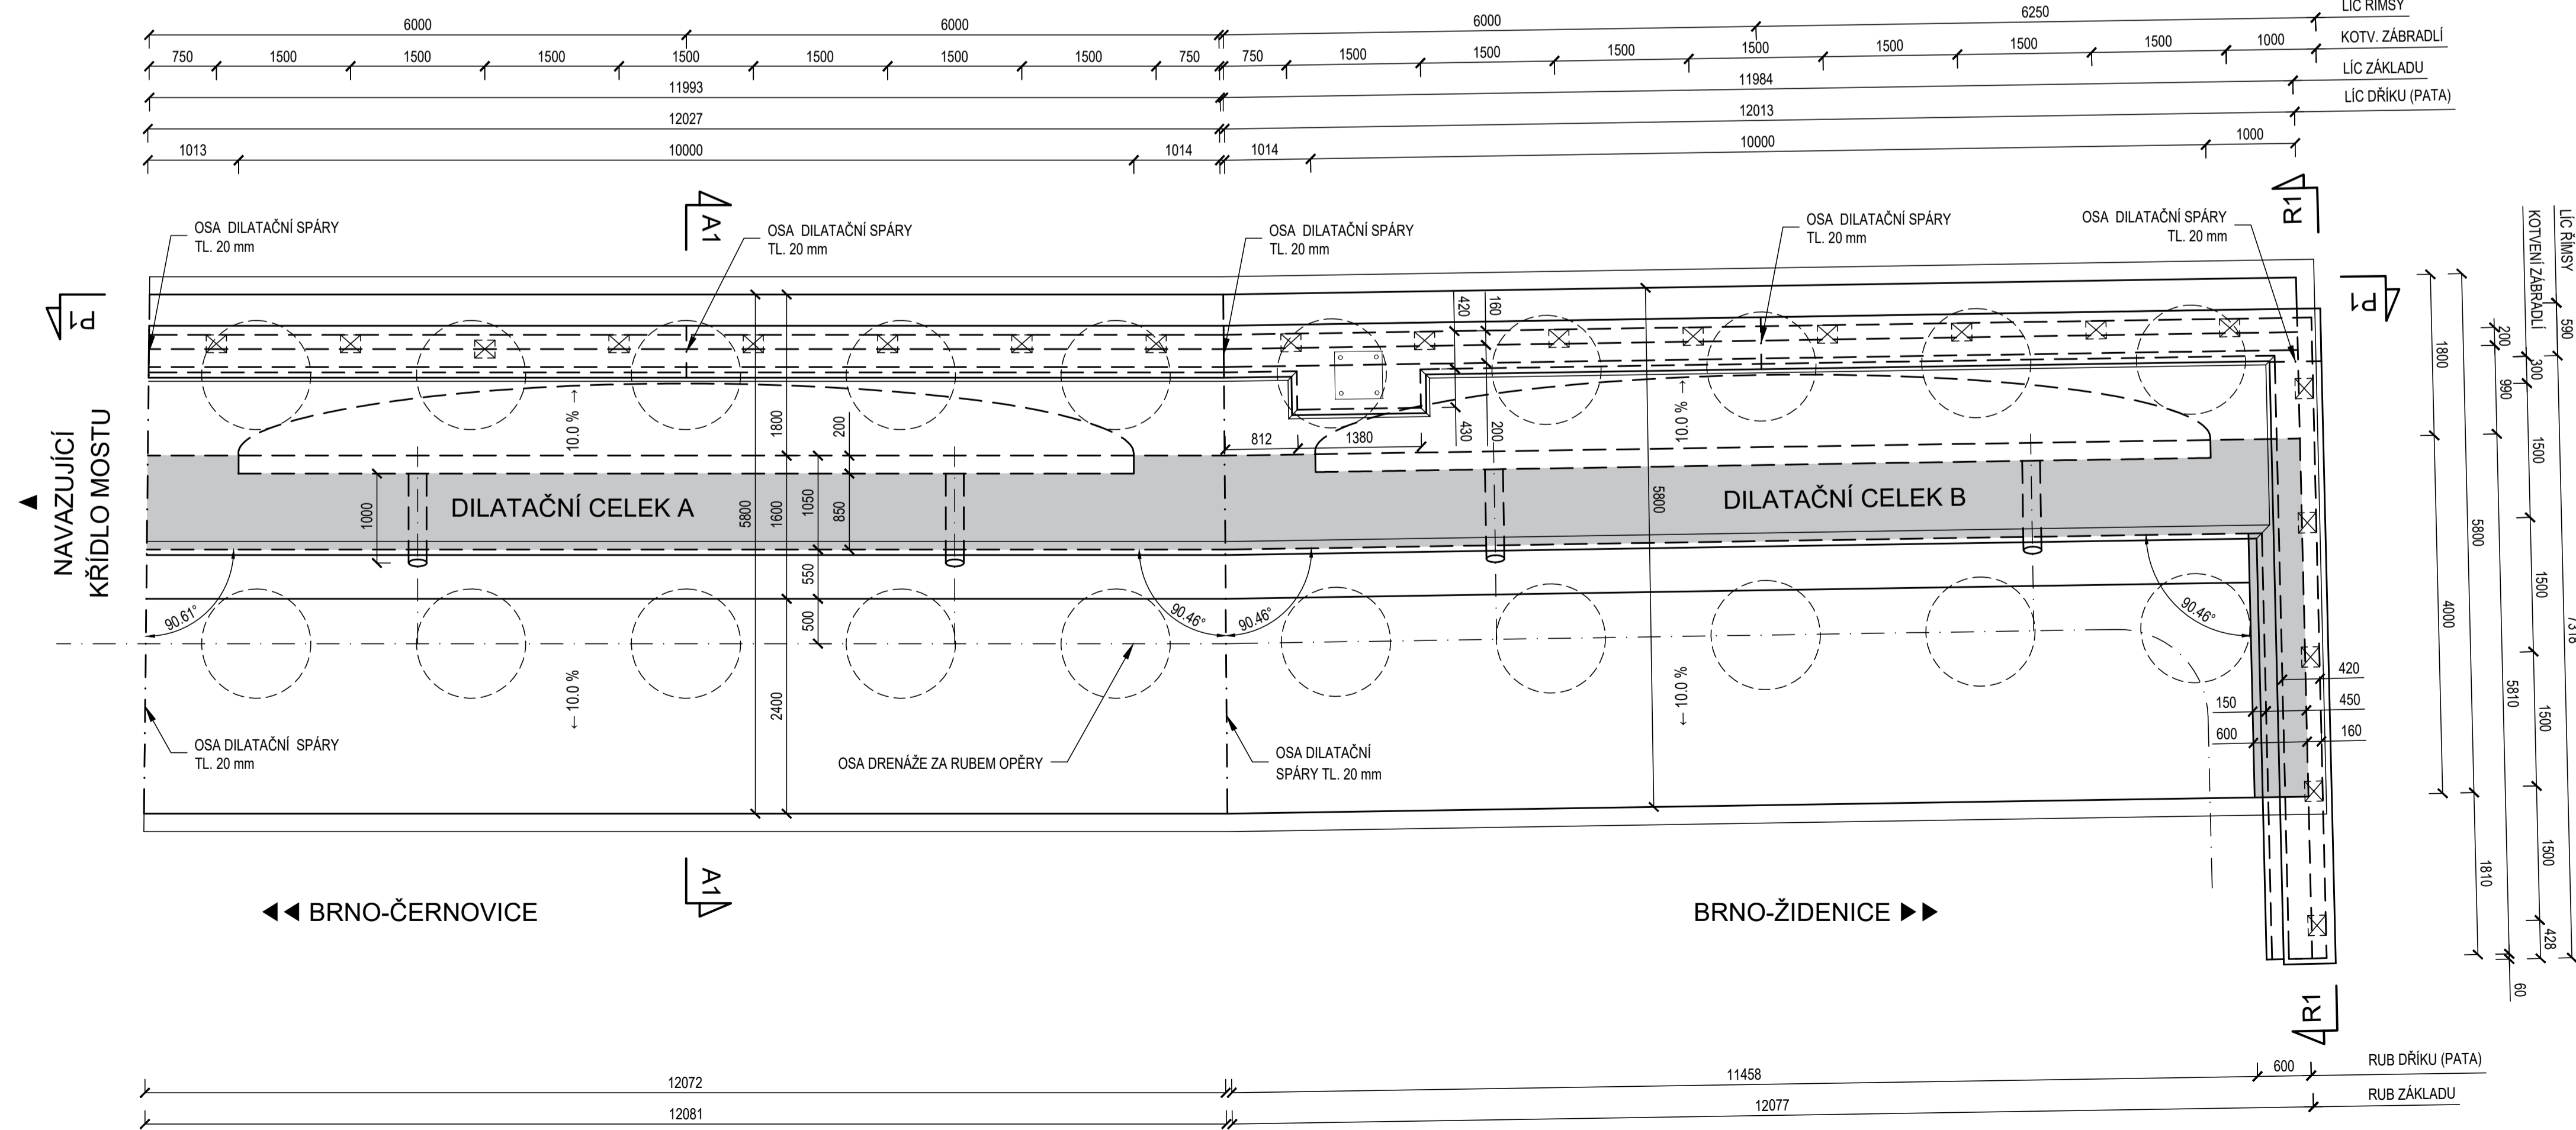 6000
6000
6000
6250
LÍC ŘÍMSY
750
1500
1500
1500
1500
1500
1500
1500
750
750
1500
1500
1500
1500
1500
1500
1500
1000
KOTV. ZÁBRADLÍ
11993
11984
LÍC ZÁKLADU
12027
12013
LÍC DŘÍKU (PATA)
1013
10000
1014
1014
10000
1000
A1
R1
OSA DILATAČNÍ SPÁRY
TL. 20 mm
OSA DILATAČNÍ SPÁRY
TL. 20 mm
OSA DILATAČNÍ SPÁRY
TL. 20 mm
OSA DILATAČNÍ SPÁRY
TL. 20 mm
OSA DILATAČNÍ SPÁRY
TL. 20 mm
LÍC ŘÍMSY
KOTVENÍ ZÁBRADLÍ
P1
P1
420
160
590
200
300
990
1800
10.0 % →
1800
200
812
1380
430
200
10.0 % →
1500
NAVAZUJÍCÍ
KŘÍDLO MOSTU
1000
DILATAČNÍ CELEK A
5800
1600
1050
850
5800
DILATAČNÍ CELEK B
5800
1500
550
500
90.61°
90.46°
90.46°
90.46°
4000
7318
← 10.0 %
2400
← 10.0 %
420
150
450
600
160
5810
1500
OSA DILATAČNÍ SPÁRY
TL. 20 mm
OSA DRENÁŽE ZA RUBEM OPĚRY
OSA DILATAČNÍ
SPÁRY TL. 20 mm
1810
1500
428
60
A1
◄◄ BRNO-ČERNOVICE
BRNO-ŽIDENICE ►►
R1
12072
11458
600
RUB DŘÍKU (PATA)
12081
12077
RUB ZÁKLADU